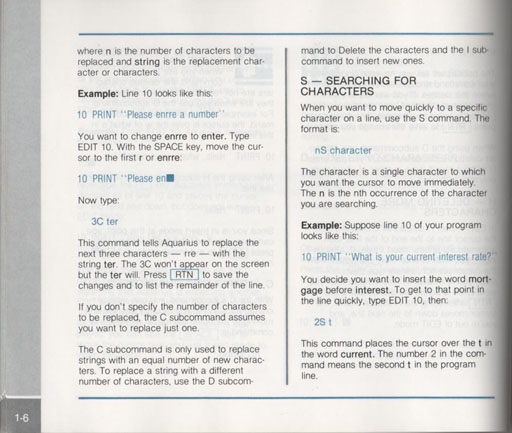 where n is the number of characters to be
replaced and string is the replacement char-
acter or characters.
Example: Line 10 looks like this:
10 PRINT "Please enrre a number"
You want to change enrre to enter. Type
EDIT 10. With the SPACE key, move the cur-
sor to the first r or enrre:
10 PRINT "Please en■
Now type:
3C ter
This command tells Aquarius to replace the
next three characters — rre — with the
string ter. The 3C won't appear on the screen
but the ter will. Press RTN to save the
changes and to list the remainder of the line.
If you don't specify the number of characters
to be replaced, the C subcommand assumes
you want to replace just one.
The C subcommand is only used to replace
strings with an equal number of new charac-
ters. To replace a string with a different
number of characters, use the D subcom-
mand to Delete the characters and the I sub-
command to insert new ones.
S — SEARCHING FOR
CHARACTERS
When you want to move quickly to a specific
character on a line, use the S command. The
format is:
nS character
The character is a single character to which
you want the cursor to move immediately.
The n is the nth occurrence of the character
you are searching.
Example: Suppose line 10 of your program
looks like this:
10 PRINT "What is your current interest rate?"
You decide you want to insert the word mort-
gage before interest. To get to that point in
the line quickly, type EDIT 10, then:
2S t
This command places the cursor over the t in
the word current. The number 2 in the com-
mand means the second t in the program
line.
1-6